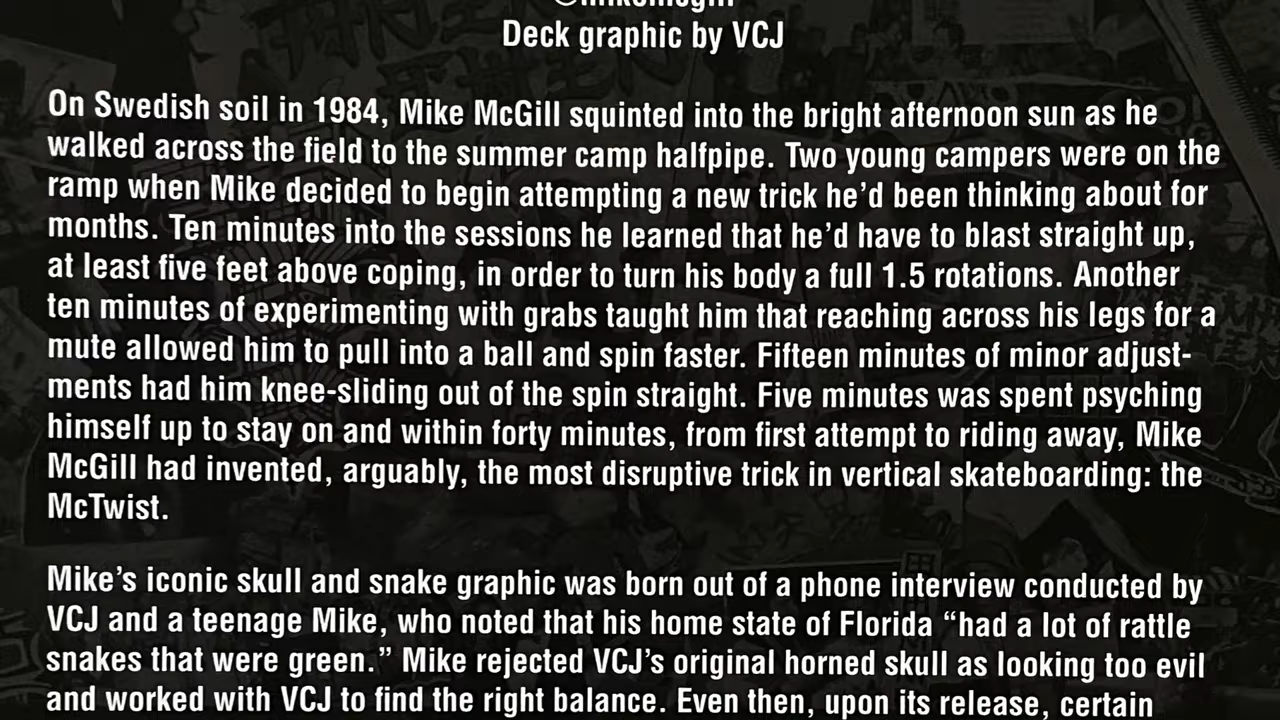 @mikemcgill
Deck graphic by VCJ
On Swedish soil in 1984, Mike McGill squinted into the bright afternoon sun as he
walked across the field to the summer camp halfpipe. Two young campers were on the
ramp when Mike decided to begin attempting a new trick he’d been thinking about for
months. Ten minutes into the sessions he learned that he’d have to blast straight up,
at least five feet above coping, in order to turn his body a full 1.5 rotations. Another
ten minutes of experimenting with grabs taught him that reaching across his legs for a
mute allowed him to pull into a ball and spin faster. Fifteen minutes of minor adjust-
ments had him knee-sliding out of the spin straight. Five minutes was spent psyching
himself up to stay on and within forty minutes, from first attempt to riding away, Mike
McGill had invented, arguably, the most disruptive trick in vertical skateboarding: the
McTwist.
Mike’s iconic skull and snake graphic was born out of a phone interview conducted by
VCJ and a teenage Mike, who noted that his home state of Florida “had a lot of rattle
snakes that were green.” Mike rejected VCJ’s original horned skull as looking too evil
and worked with VCJ to find the right balance. Even then, upon its release, certain